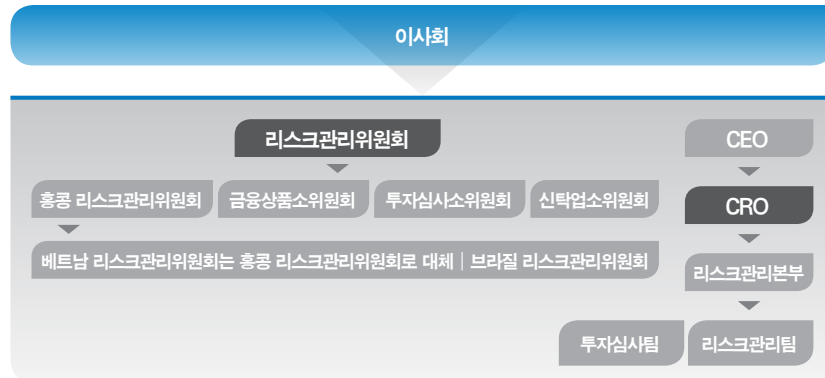 이사회
리스크관리위원회
CEO
홍콩 리스크관리위원회
금융상품소위원회
투자심사소위원회
신탁업소위원회
CRO
베트남 리스크관리위원회는 홍콩 리스크관리위원회로 대체 | 브라질 리스크관리위원회
리스크관리본부
투자심사팀
리스크관리팀